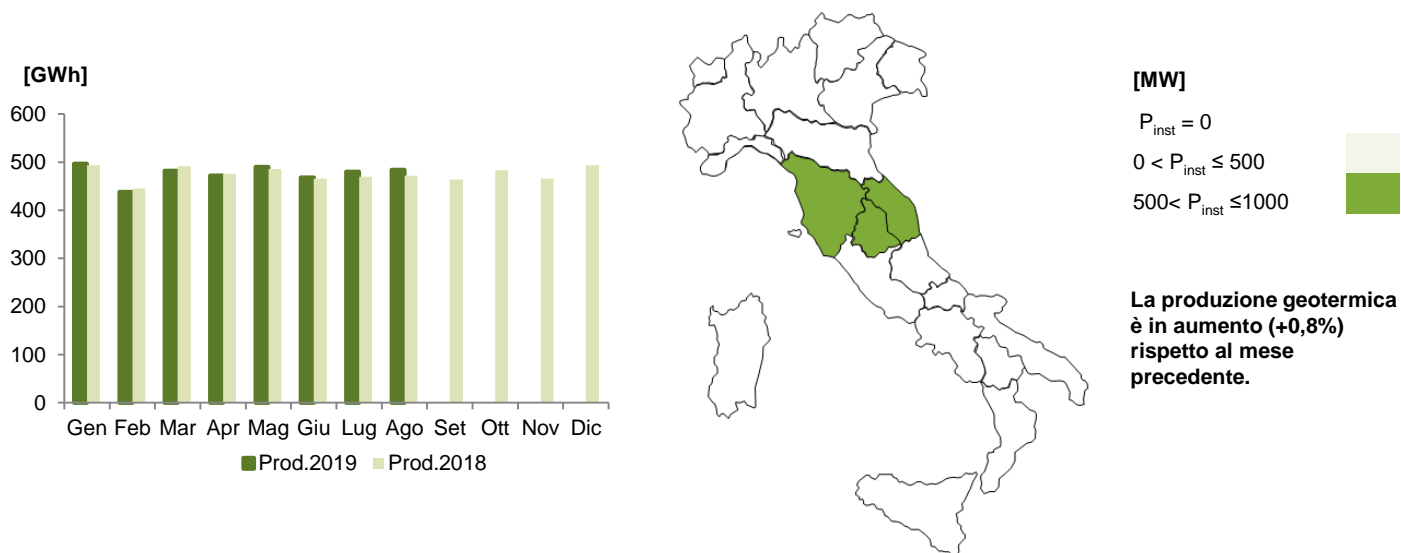 [GWh]
600
500
400
300
200
100
0
Gen Feb Mar Apr Mag Giu Lug Ago Set Ott Nov Dic
Prod.2019 Prod.2018
[MW]
Pinst = 0
0 < Pinst ≤ 500
500< Pinst ≤1000
La produzione geotermica
è in aumento (+0,8%)
rispetto al mese
precedente.